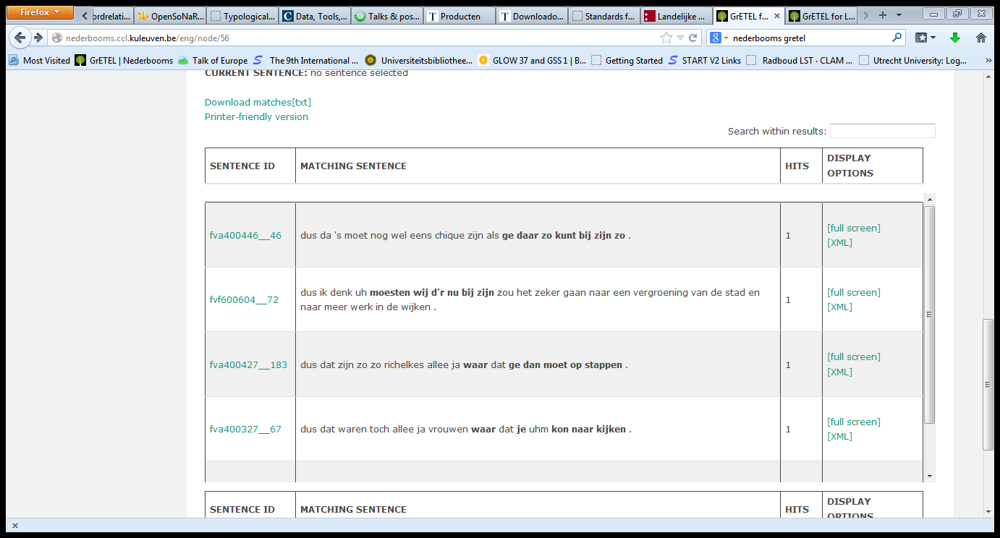 Firefox
ordrelati...
OpenSoNaR...
Typological...
Data, Tools,...
Talks & pos...
Producten
Downloado...
Standards f...
Landelijke ...
GrETEL f...
GrETEL for L...
nederbooms.ccl.kuleuven.be/eng/node/56
nederbooms gretel
Most Visited
GrETEL | Nederbooms
Talk of Europe
The 9th International ...
Universiteitsbibliothee...
GLOW 37 and GSS 1 | B...
Getting Started
START V2 Links
Radboud LST · CLAM ...
Utrecht University: Log...
CURRENT SENTENCE: no sentence selected
Download matches[txt]
Printer-friendly version
Search within results:
SENTENCE ID MATCHING SENTENCE HITS DISPLAY
OPTIONS
fva400446__46 dus da 's moet nog wel eens chique zijn als ge daar zo kunt bij zijn zo . 1 [full screen]
[XML]
fvf600604__72 dus ik denk uh moesten wij d'r nu bij zijn zou het zeker gaan naar een vergroening van de stad en
naar meer werk in de wijken . 1 [full screen]
[XML]
fva400427__183 dus dat zijn zo zo richelkes allee ja waar dat ge dan moet op stappen . 1 [full screen]
[XML]
fva400327__67 dus dat waren toch allee ja vrouwen waar dat je uhm kon naar kijken . 1 [full screen]
[XML]
SENTENCE ID MATCHING SENTENCE HITS DISPLAY
OPTIONS